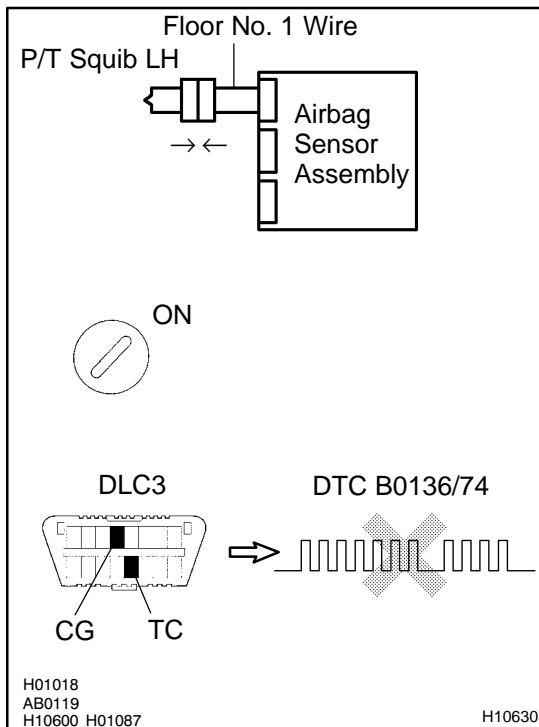 Floor No. 1 Wire
P/T Squib LH
Airbag
Sensor
Assembly
ON
DLC3
DTC B0136/74
CG
TC
H01018
AB0119
H10600 H01087
H10630